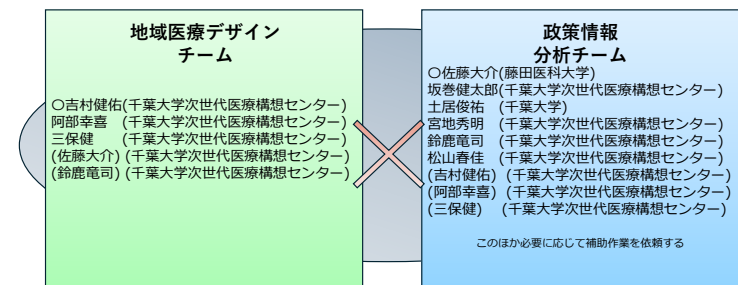 地域医療デザイン
チーム
〇吉村健佑(千葉大学次世代医療構想センター)
阿部幸喜 (千葉大学次世代医療構想センター)
三保健 (千葉大学次世代医療構想センター)
(佐藤大介) (千葉大学次世代医療構想センター)
(鈴鹿竜司) (千葉大学次世代医療構想センター)
政策情報
分析チーム
〇佐藤大介(藤田医科大学)
坂巻健太郎(千葉大学次世代医療構想センター)
土居俊祐 (千葉大学)
宮地秀明 (千葉大学次世代医療構想センター)
鈴鹿竜司 (千葉大学次世代医療構想センター)
松山春佳 (千葉大学次世代医療構想センター)
(吉村健佑) (千葉大学次世代医療構想センター)
(阿部幸喜) (千葉大学次世代医療構想センター)
(三保健) (千葉大学次世代医療構想センター)
このほか必要に応じて補助作業を依頼する